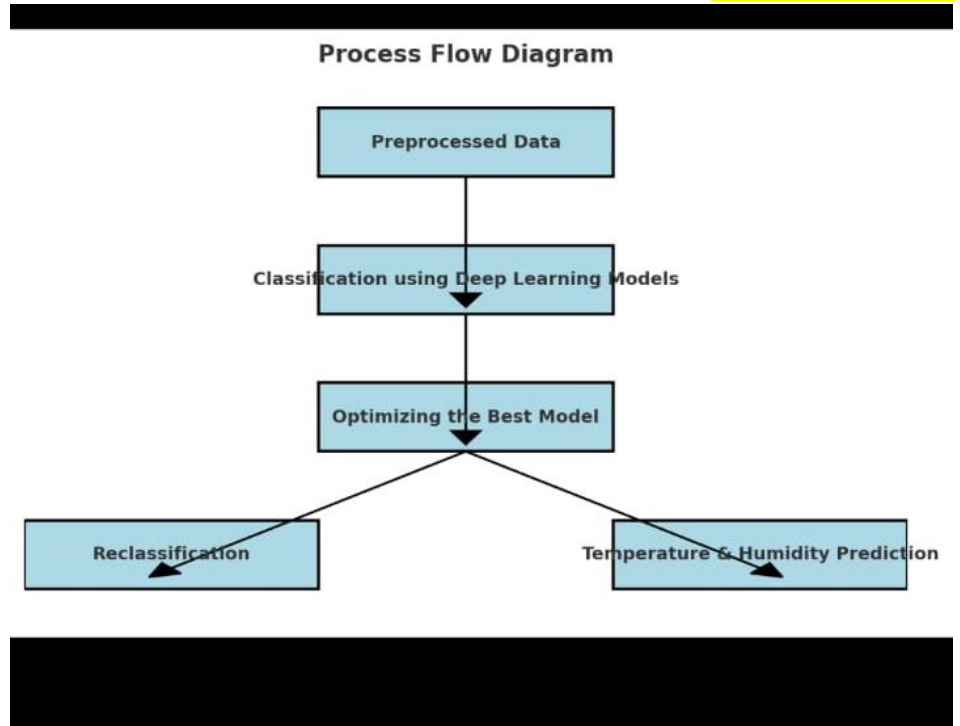 Process Flow Diagram
Preprocessed Data
Classification using Deep Learning Models
Optimizing the Best Model
Reclassification
Temperature & Humidity Prediction